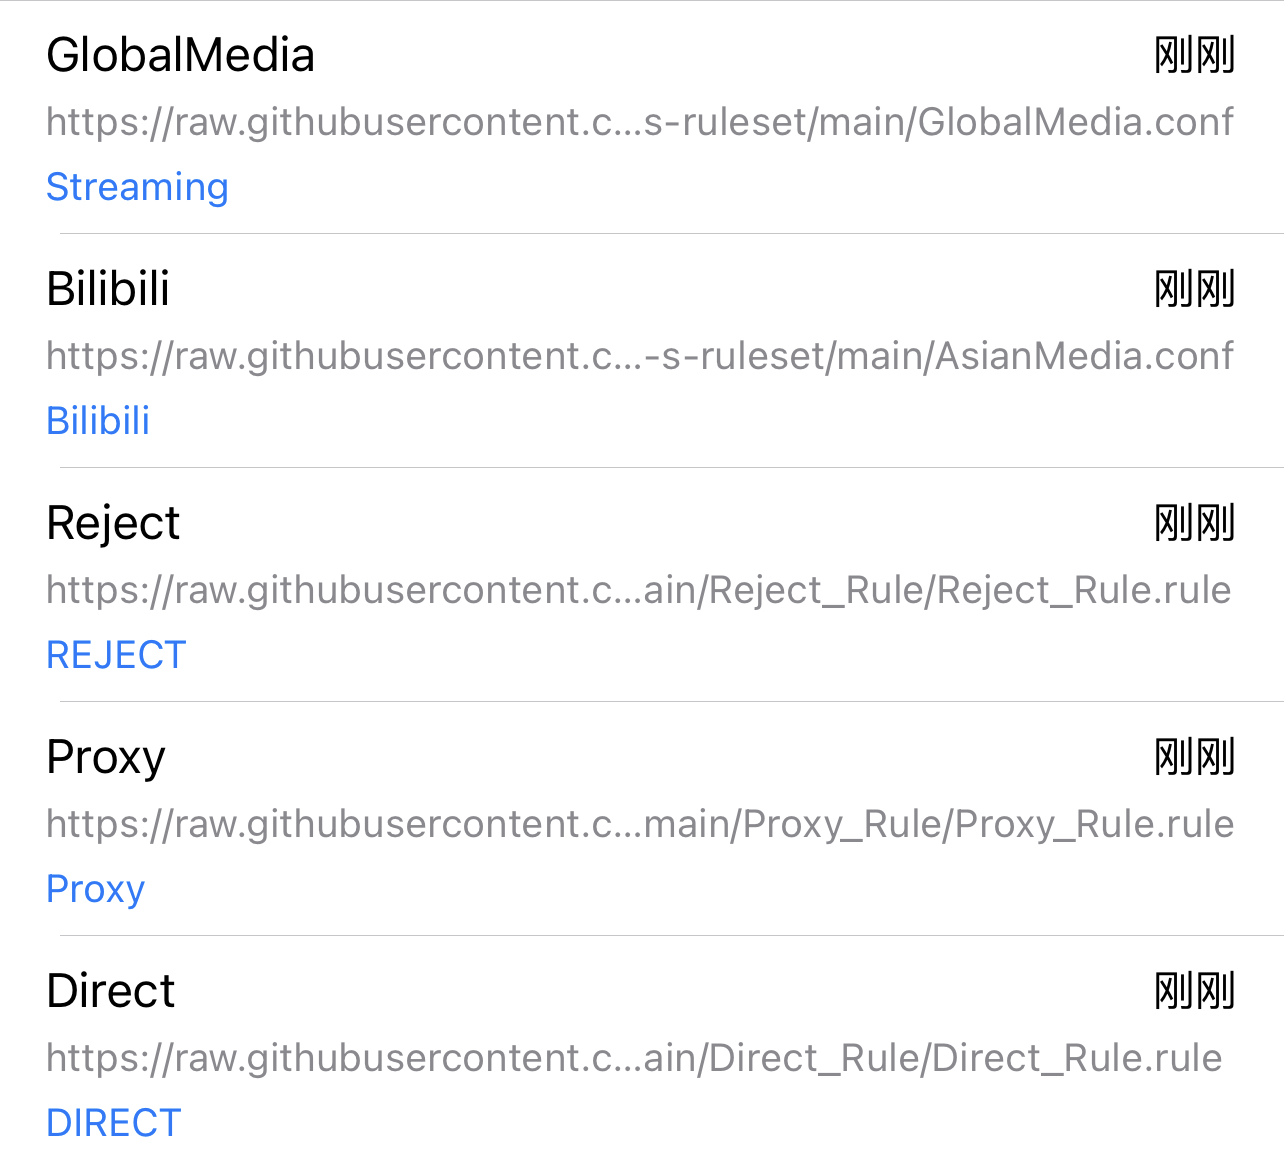 GlobalMedia 刚刚
https://raw.githubusercontent.c...s-ruleset/main/GlobalMedia.conf
Streaming
Bilibili 刚刚
https://raw.githubusercontent.c...-s-ruleset/main/AsianMedia.conf
Bilibili
Reject 刚刚
https://raw.githubusercontent.c...ain/Reject_Rule/Reject_Rule.rule
REJECT
Proxy 刚刚
https://raw.githubusercontent.c...main/Proxy_Rule/Proxy_Rule.rule
Proxy
Direct 刚刚
https://raw.githubusercontent.c...ain/Direct_Rule/Direct_Rule.rule
DIRECT